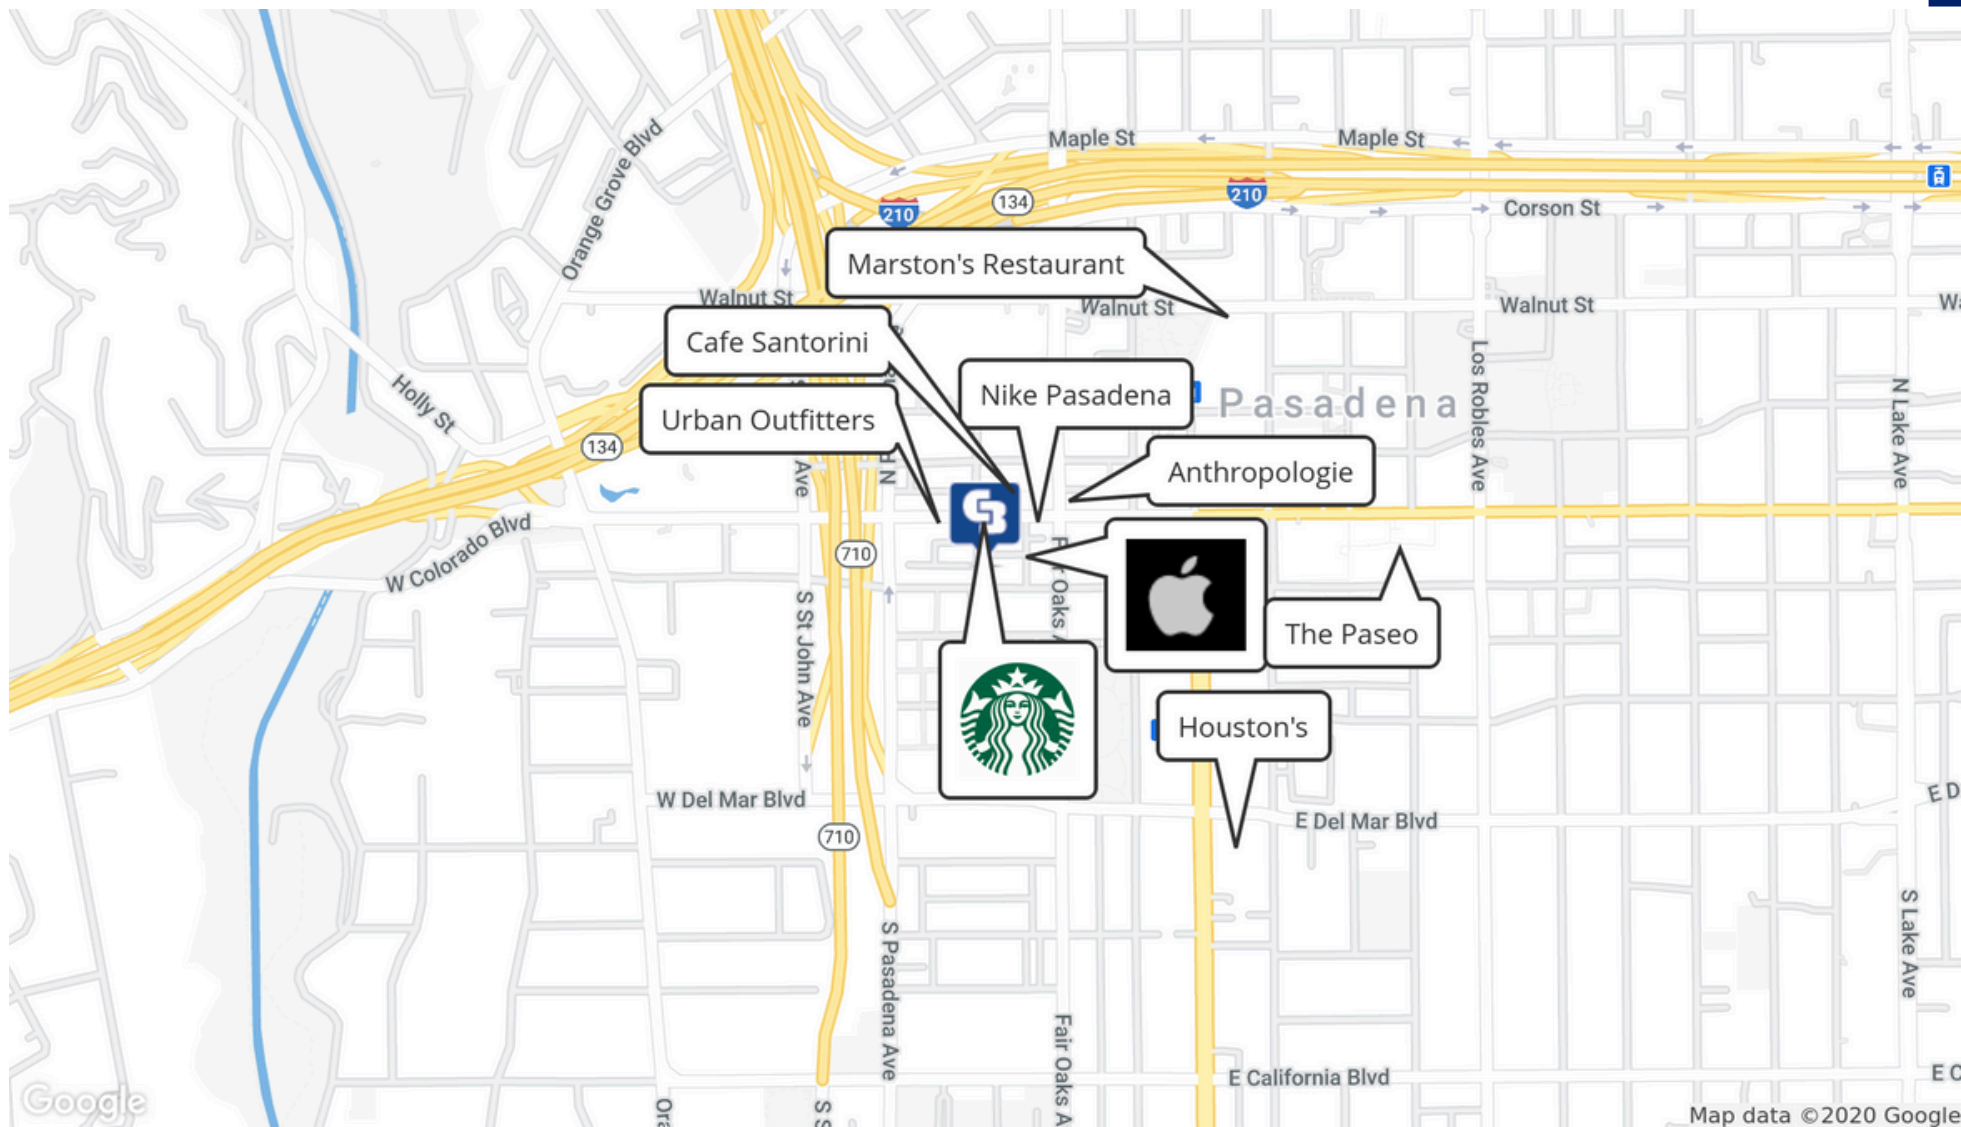 Maple St
Maple St
Orange Grove Blvd
210
134
210
Corson St
Marston's Restaurant
Walnut St
Walnut St
Walnut St
Cafe Santorini
Nike Pasadena
Pasadena
Holly St
Urban Outfitters
134
Los Robles Ave
N Lake Ave
Anthropologie
Ave
CB
W Colorado Blvd
710
S St John Ave
The Paseo
Houston's
W Del Mar Blvd
E Del Mar Blvd
710
S Pasadena Ave
S Lake Ave
Fair Oaks A
E California Blvd
Google
Map data ©2020 Google